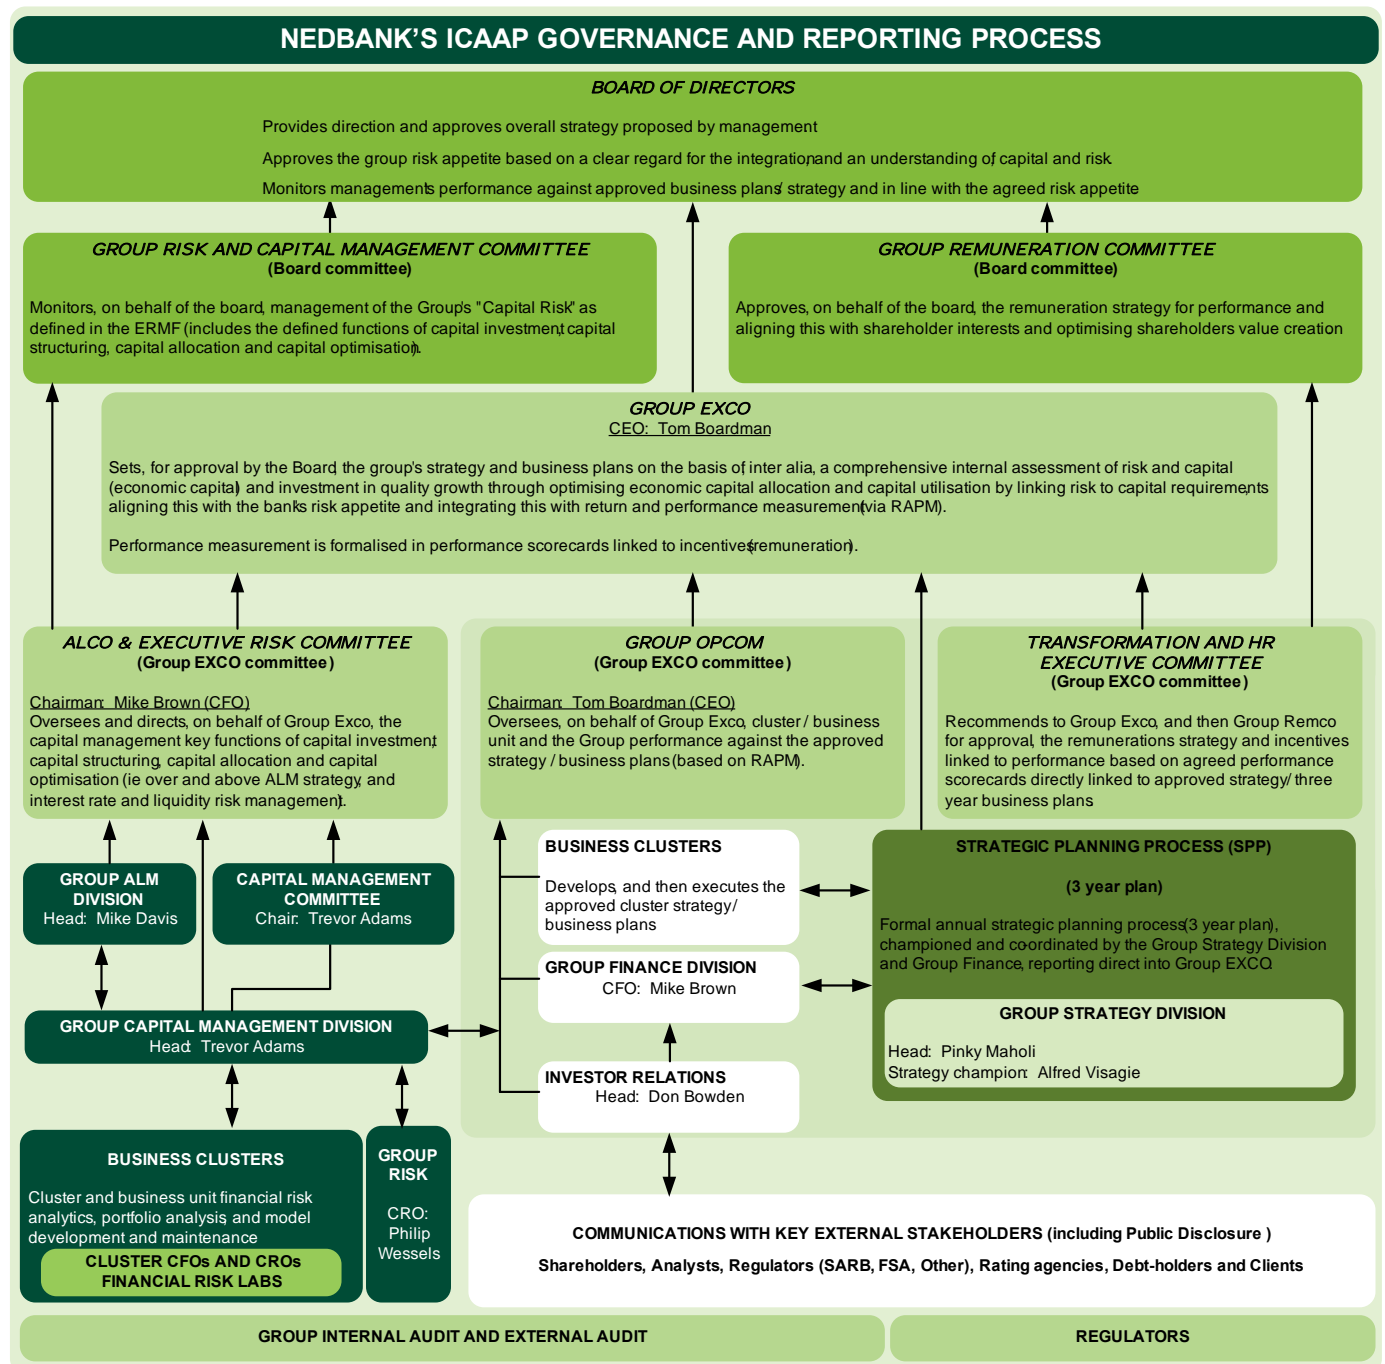 NEDBANK'S ICAAP GOVERNANCE AND REPORTING PROCESS
BOARD OF DIRECTORS
Provides direction and approves overall strategy proposed by management
Approves the group risk appetite based on a clear regard for the integration, and an understanding of, capital and risk.
Monitors management's performance against approved business plans / strategy and in line with the agreed risk appetite
GROUP RISK AND CAPITAL MANAGEMENT COMMITTEE
(Board committee)
Monitors, on behalf of the board, management of the Group's "Capital Risk" as
defined in the ERMF (includes the defined functions of capital investment, capital
structuring, capital allocation and capital optimisation).
GROUP REMUNERATION COMMITTEE
(Board committee)
Approves, on behalf of the board, the remuneration strategy for performance and
aligning this with shareholder interests and optimising shareholders value creation
GROUP EXCO
CEO: Tom Boardman
Sets, for approval by the Board, the group's strategy and business plans on the basis of, inter alia, a comprehensive internal assessment of risk and capital
(economic capital) and investment in quality growth through optimising economic capital allocation and capital utilisation by linking risk to capital requirements,
aligning this with the bank's risk appetite and integrating this with return and performance measurement (via RAPM).
Performance measurement is formalised in performance scorecards linked to incentives (remuneration).
ALCO & EXECUTIVE RISK COMMITTEE
(Group EXCO committee)
Chairman: Mike Brown (CFO)
Oversees and directs, on behalf of Group Exco, the
capital management key functions of capital investment,
capital structuring, capital allocation and capital
optimisation (ie over and above ALM strategy, and
interest rate and liquidity risk management).
GROUP OPCOM
(Group EXCO committee)
Chairman: Tom Boardman (CEO)
Oversees, on behalf of Group Exco, cluster / business
unit and the Group performance against the approved
strategy / business plans (based on RAPM).
TRANSFORMATION AND HR
EXECUTIVE COMMITTEE
(Group EXCO committee)
Recommends to Group Exco, and then Group Remco
for approval, the remunerations strategy and incentives
linked to performance based on agreed performance
scorecards directly linked to approved strategy / three
year business plans.
GROUP ALM
DIVISION
Head: Mike Davis
CAPITAL MANAGEMENT
COMMITTEE
Chair: Trevor Adams
GROUP CAPITAL MANAGEMENT DIVISION
Head: Trevor Adams
BUSINESS CLUSTERS
Develops, and then executes the
approved cluster strategy /
business plans
GROUP FINANCE DIVISION
CFO: Mike Brown
INVESTOR RELATIONS
Head: Don Bowden
STRATEGIC PLANNING PROCESS (SPP)
(3 year plan)
Formal annual strategic planning process (3 year plan),
championed and co-ordinated by the Group Strategy Division
and Group Finance, reporting direct into Group EXCO.
GROUP STRATEGY DIVISION
Head: Pinky Maholi
Strategy champion: Alfred Visagie
BUSINESS CLUSTERS
Cluster and business unit financial risk
analytics, portfolio analysis, and model
development and maintenance
CLUSTER CFOs AND CROs
FINANCIAL RISK LABS
GROUP
RISK
CRO:
Philip
Wessels
COMMUNICATIONS WITH KEY EXTERNAL STAKEHOLDERS (including Public Disclosure )
Shareholders, Analysts, Regulators (SARB, FSA, Other), Rating agencies, Debt-holders and Clients
GROUP INTERNAL AUDIT AND EXTERNAL AUDIT
REGULATORS